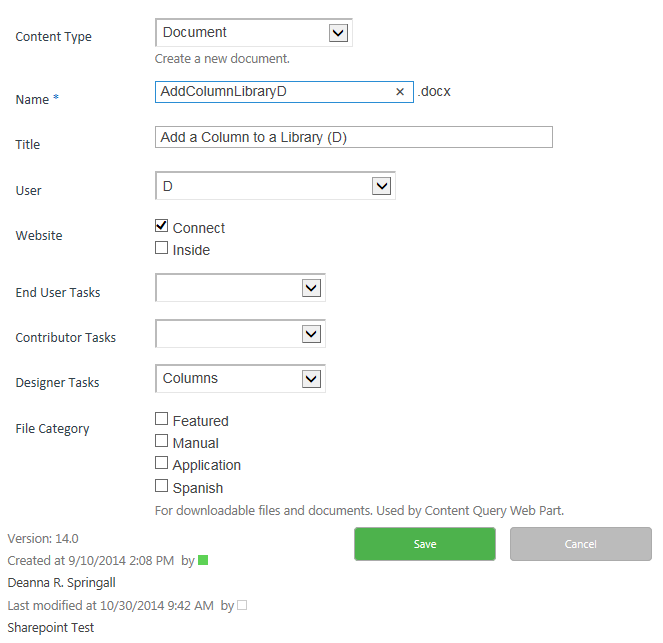 Content Type Document
Create a new document.
Name * AddColumnLibraryD × .docx
Title Add a Column to a Library (D)
User D
Website Connect
Inside
End User Tasks
Contributor Tasks
Designer Tasks Columns
File Category Featured
Manual
Application
Spanish
For downloadable files and documents. Used by Content Query Web Part.
Version: 14.0
Save Cancel
Created at 9/10/2014 2:08 PM by
Deanna R. Springall
Last modified at 10/30/2014 9:42 AM by
Sharepoint Test